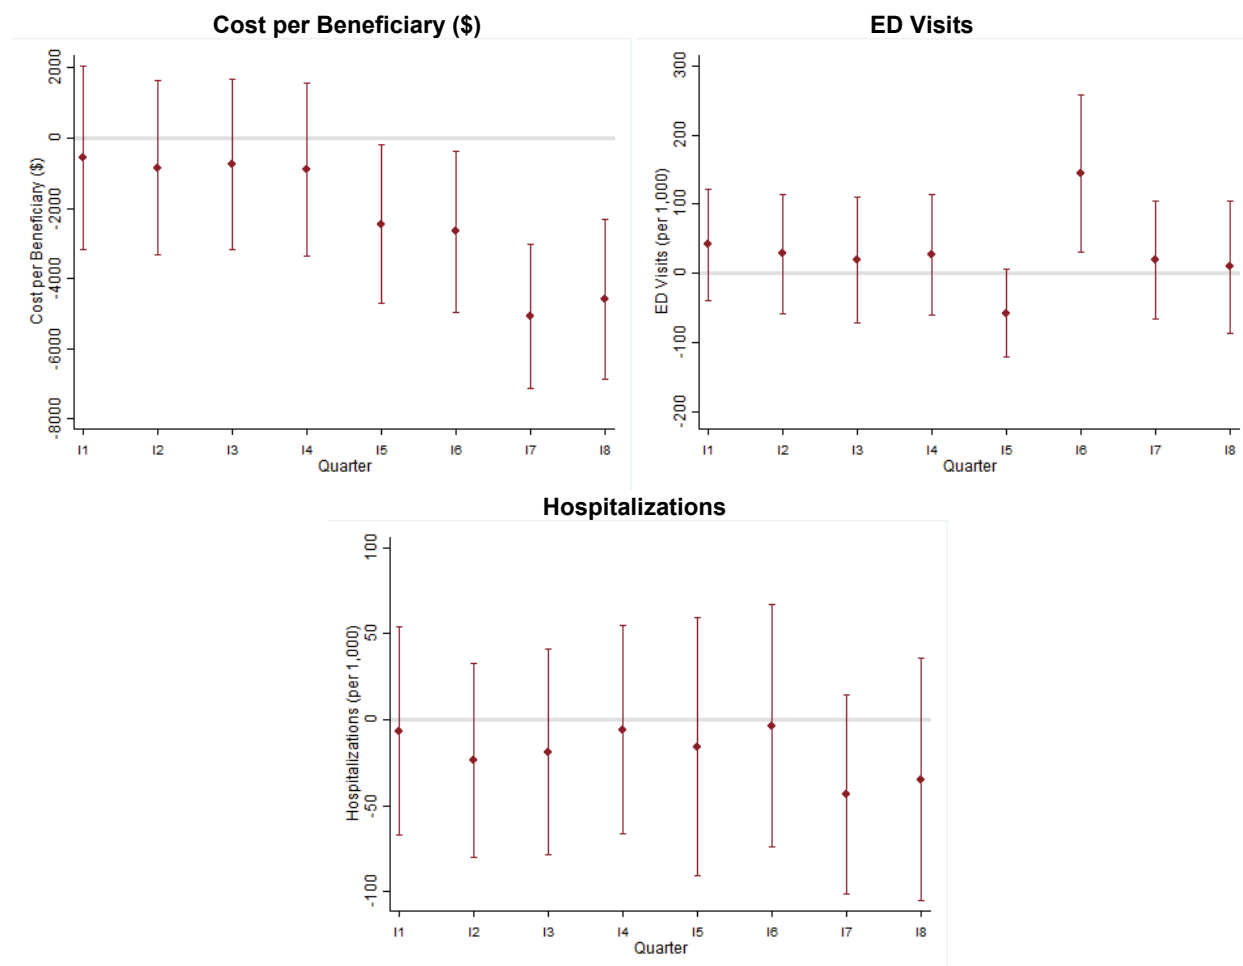 Cost per Beneficiary ($)
Cost per Beneficiary ($)
2000
0
-2000
-4000
-6000
-8000
I1 I2 I3 I4 I5 I6 I7 I8
Quarter
ED Visits
ED Visits (per 1,000)
300
200
100
0
-100
-200
I1 I2 I3 I4 I5 I6 I7 I8
Quarter
Hospitalizations
Hospitalizations (per 1,000)
100
50
0
-50
-100
I1 I2 I3 I4 I5 I6 I7 I8
Quarter